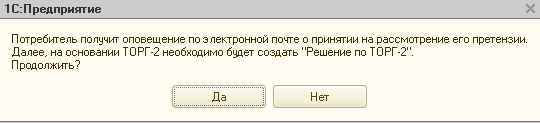 1С:Предприятие
Потребитель получит оповещение по электронной почте о принятии на рассмотрение его претензии.
Далее, на основании ТОРГ-2 необходимо будет создать "Решение по ТОРГ-2".
Продолжить?
Да
Нет